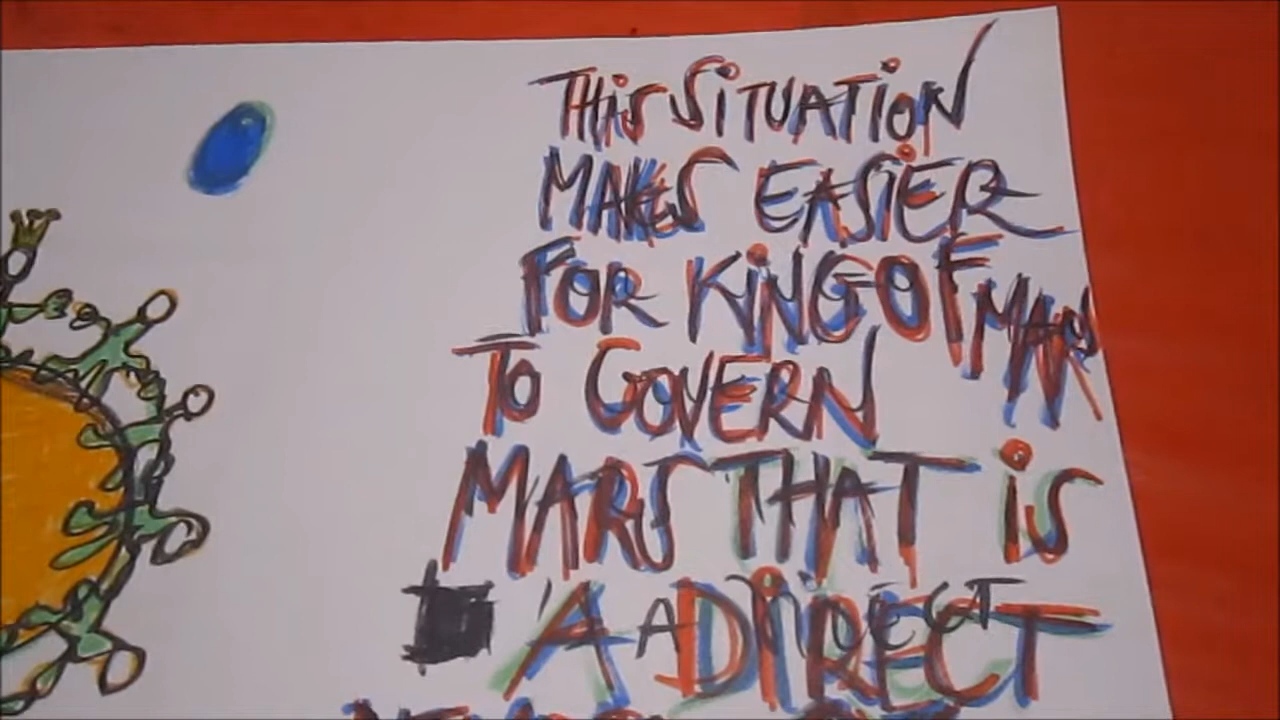 THiS SiTUATiON
MAKES EASiER
FOR KiNG OF MARS
TO GOVERN
MARS THAT iS
A DiRECT